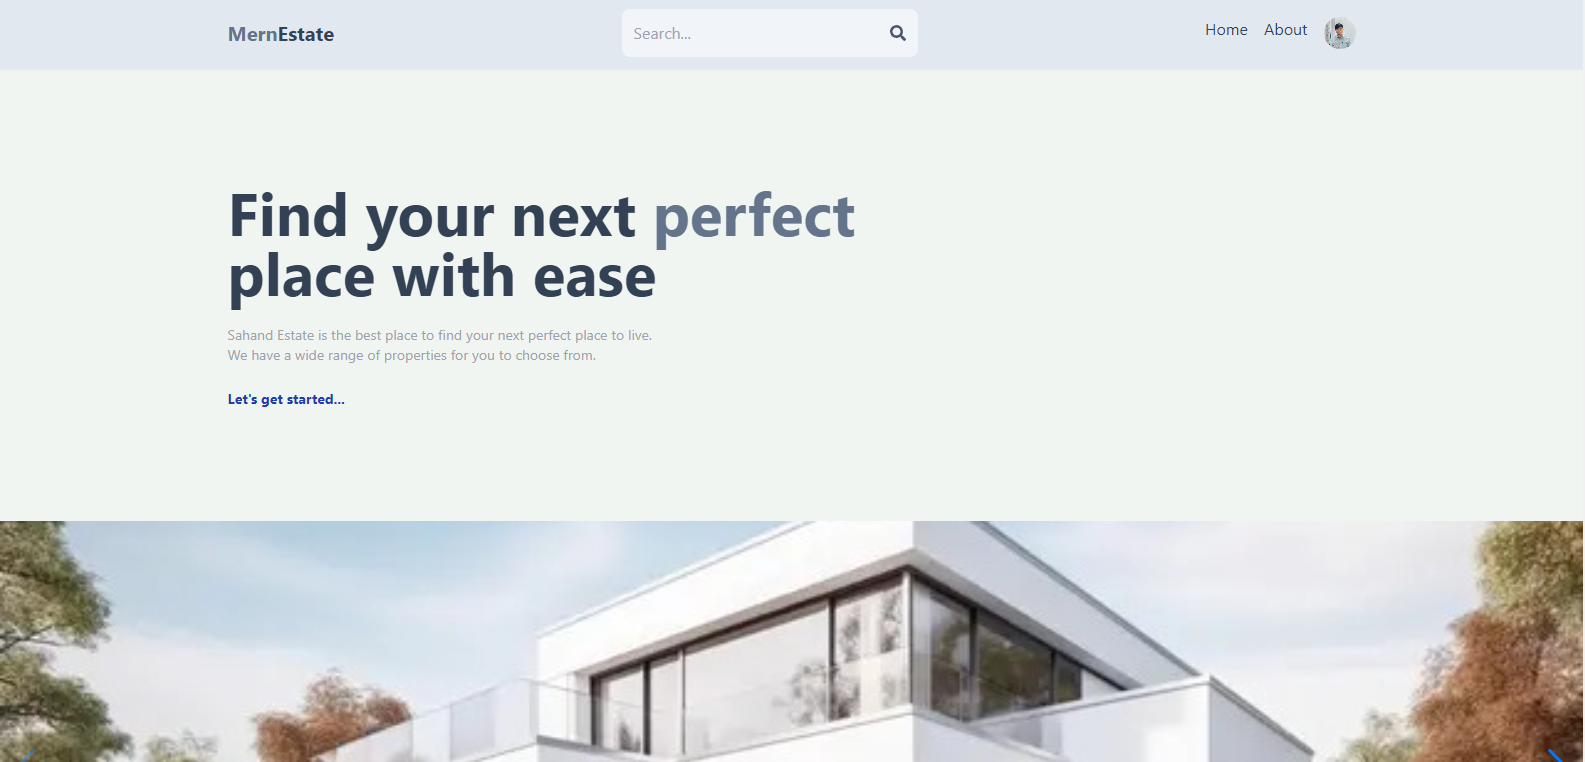 MernEstate
Search...
Home
About
Find your next perfect
place with ease
Sahand Estate is the best place to find your next perfect place to live.
We have a wide range of properties for you to choose from.
Let's get started...